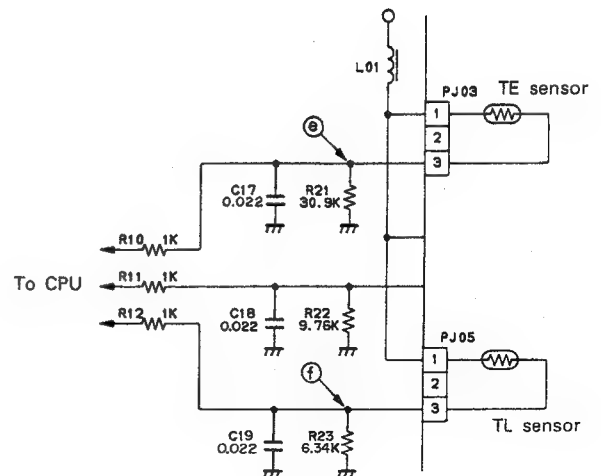 L01
PJ03
TE sensor
1
2
3
e
C17
0.022
R21
30.9K
R10 1K
To CPU
R11 1K
R12 1K
C18
0.022
R22
9.76K
PJ05
1
2
3
f
TL sensor
C19
0.022
R23
6.34K